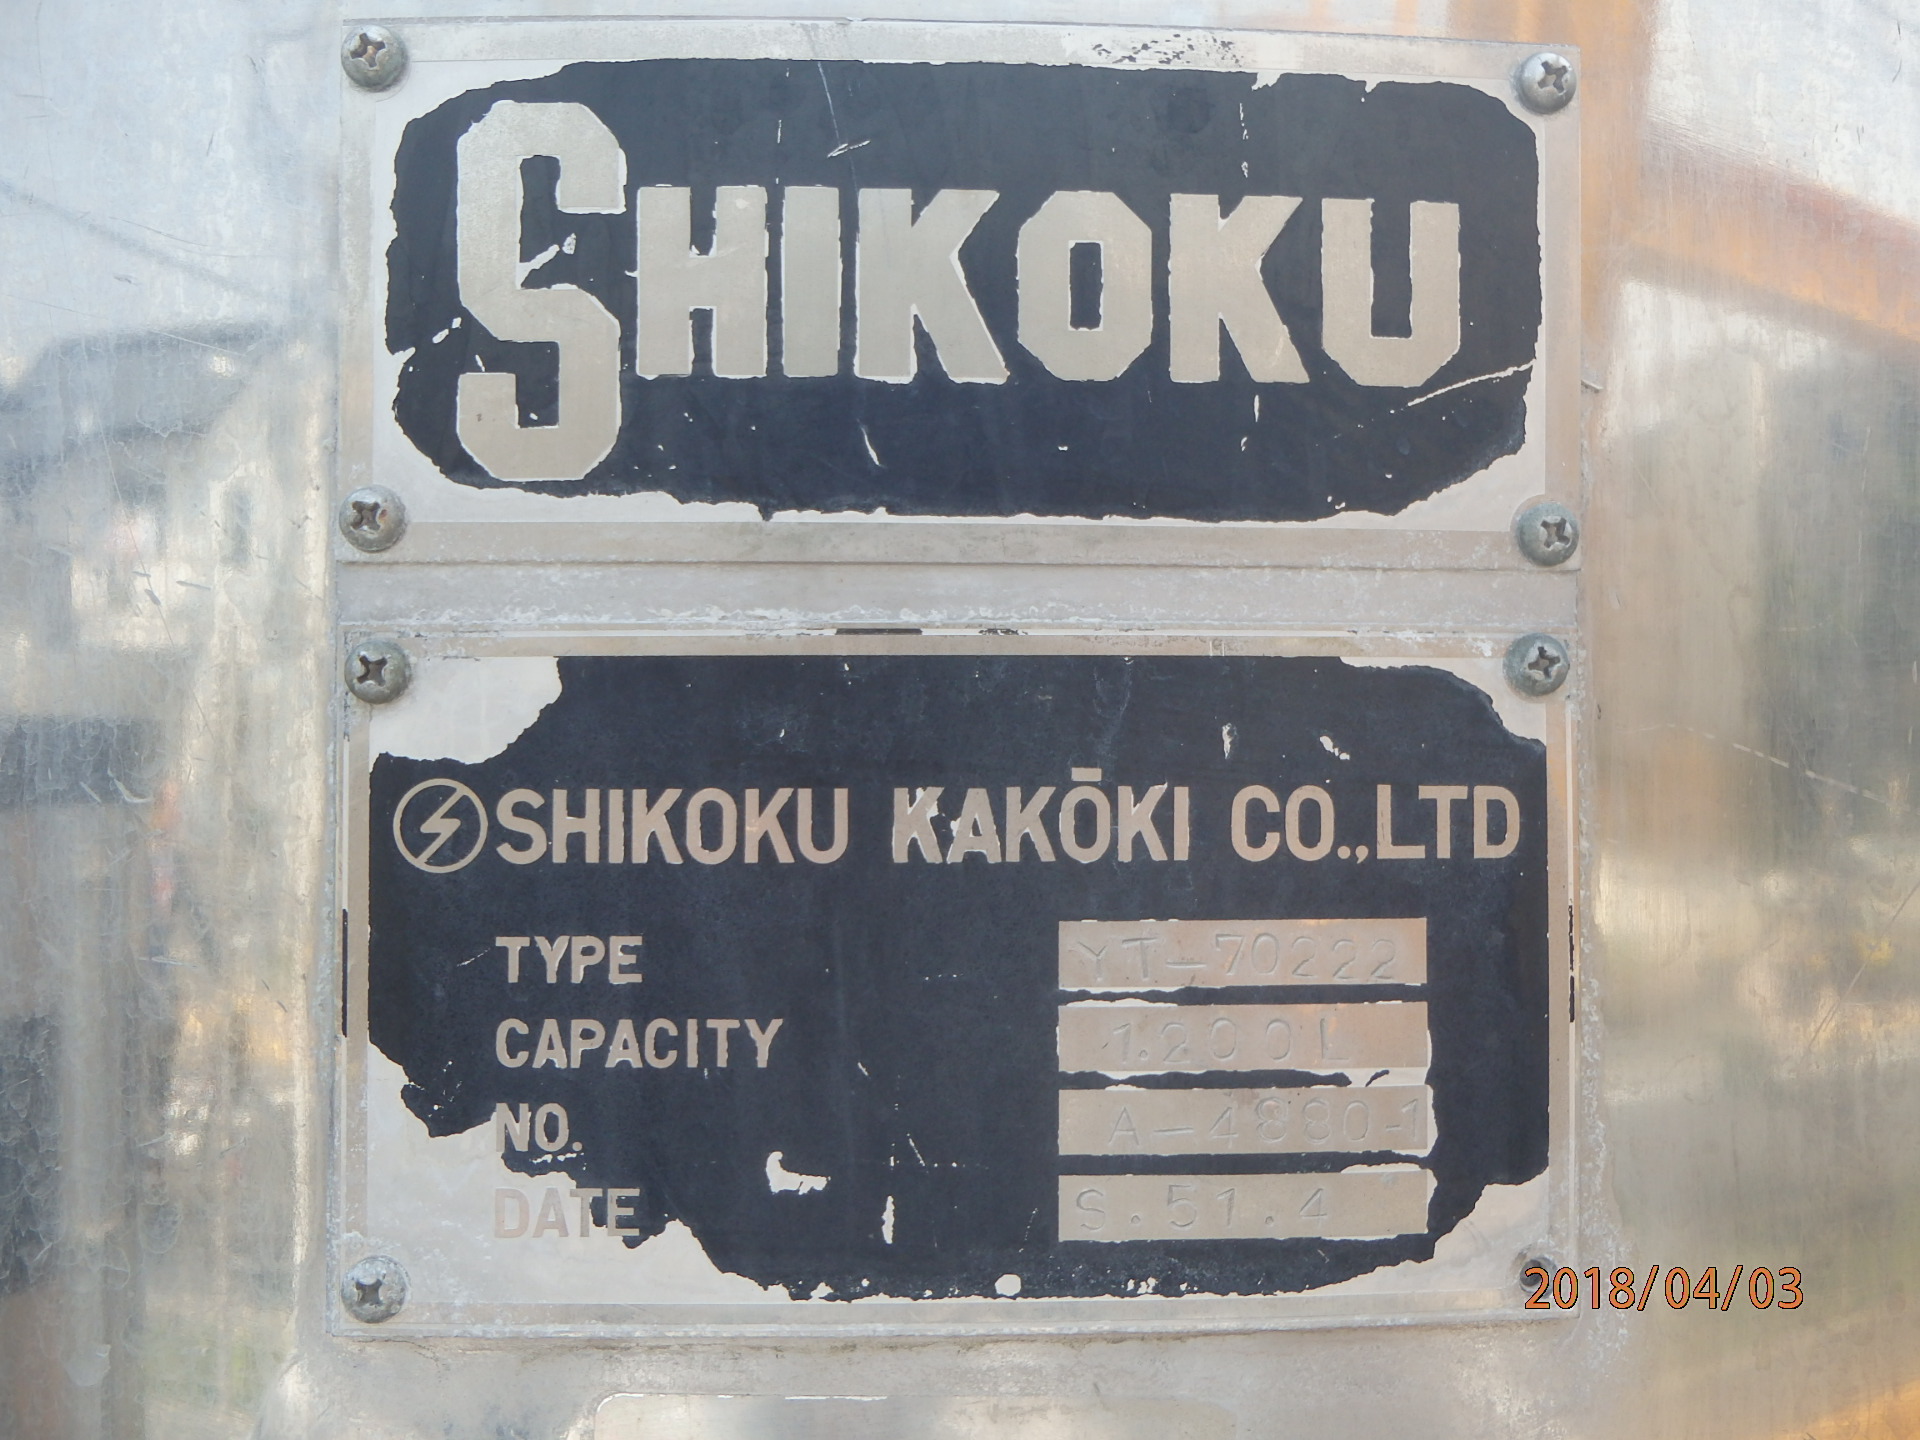 SHIKOKU
SHIKOKU KAKŌKI CO.,LTD
TYPE YT-70222
CAPACITY 1.200L
NO. A-4880-1
DATE S.51.4
2018/04/03